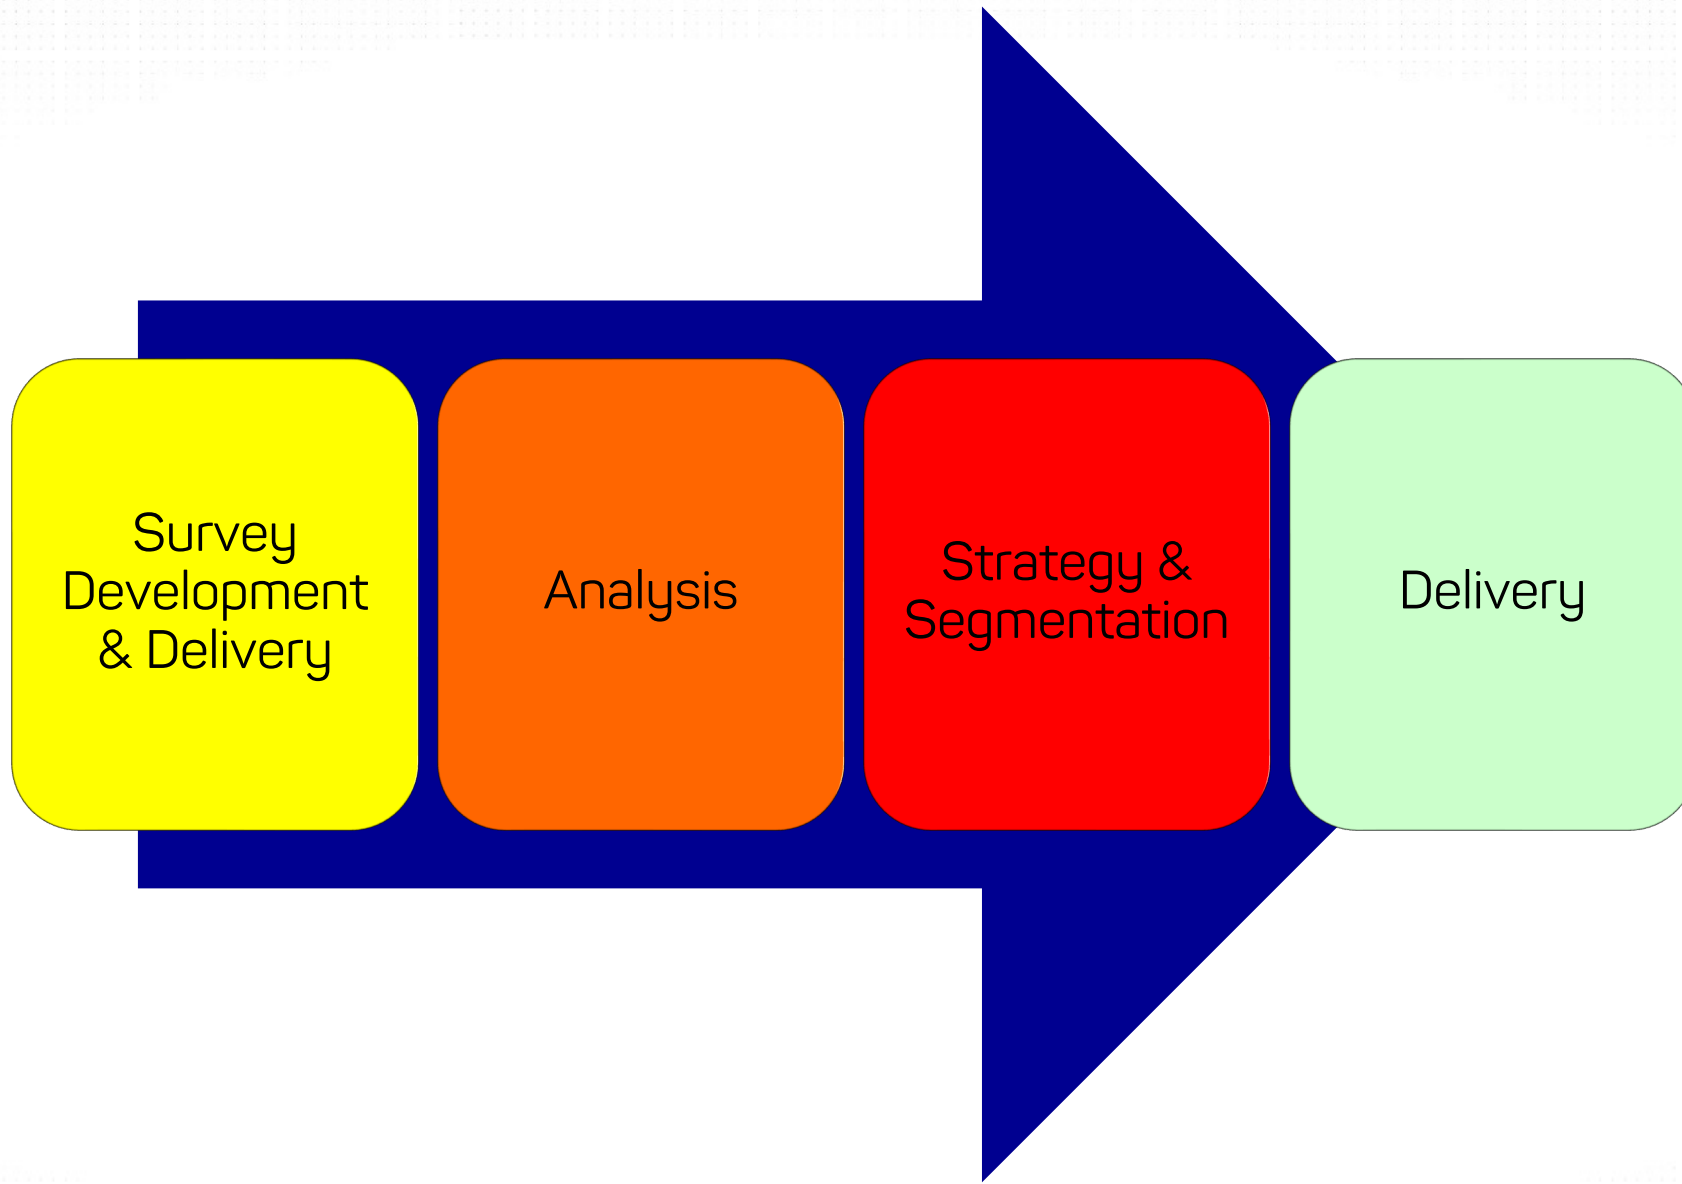 Survey
Development
& Delivery
Analysis
Strategy &
Segmentation
Delivery